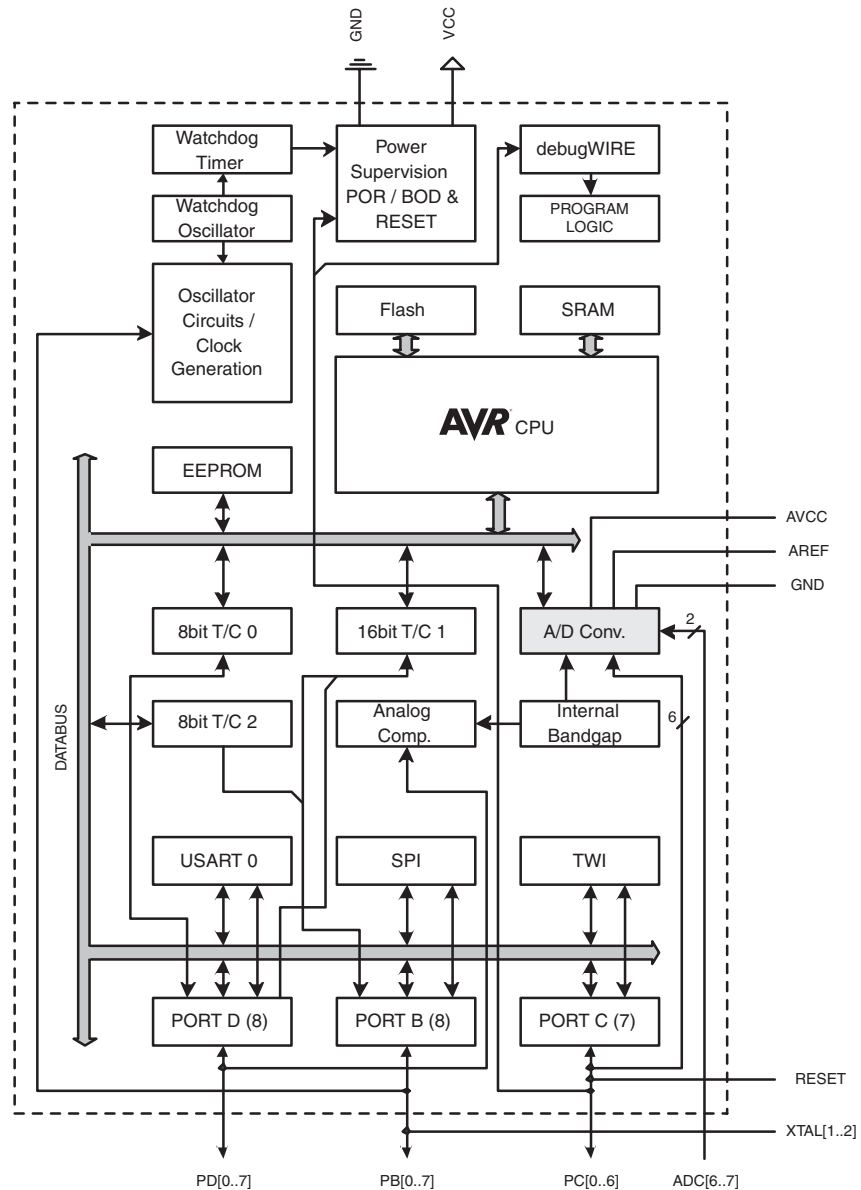 GND
VCC
Watchdog
Timer
Power
Supervision
POR / BOD &
RESET
debugWIRE
Watchdog
Oscillator
PROGRAM
LOGIC
Oscillator
Circuits /
Clock
Generation
Flash
SRAM
AVR CPU
EEPROM
AVCC
AREF
GND
8bit T/C 0
16bit T/C 1
A/D Conv.
2
8bit T/C 2
Analog
Comp.
Internal
Bandgap
6
DATABUS
USART 0
SPI
TWI
PORT D (8)
PORT B (8)
PORT C (7)
RESET
XTAL[1..2]
PD[0..7]
PB[0..7]
PC[0..6]
ADC[6..7]